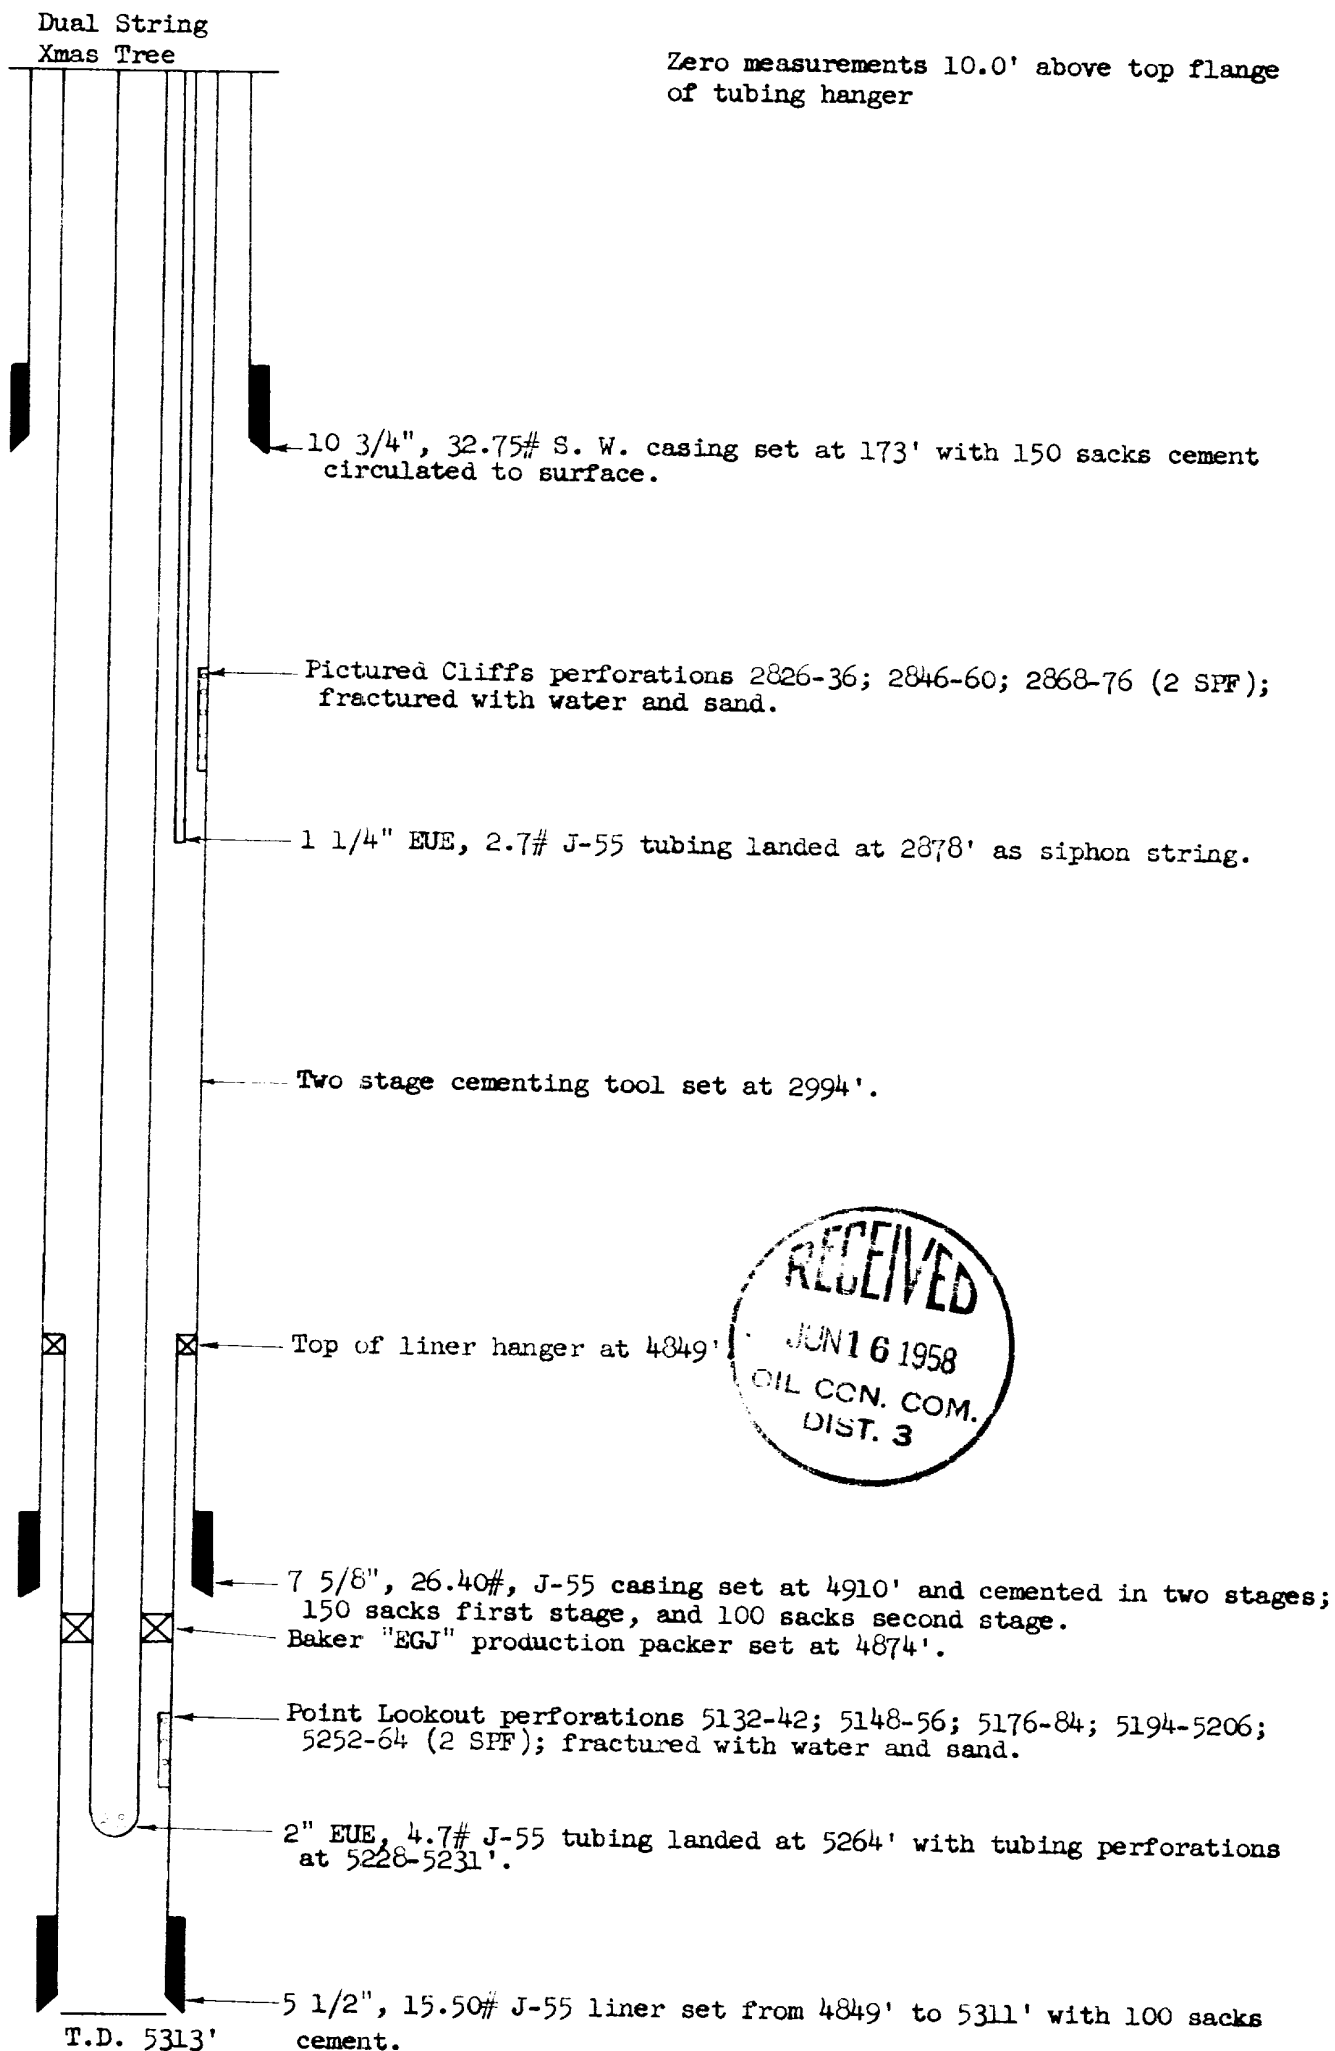 Dual String
Xmas Tree
Zero measurements 10.0' above top flange
of tubing hanger
10 3/4", 32.75# S. W. casing set at 173' with 150 sacks cement
circulated to surface.
Pictured Cliffs perforations 2826-36; 2846-60; 2868-76 (2 SPF);
fractured with water and sand.
1 1/4" EUE, 2.7# J-55 tubing landed at 2878' as siphon string.
Two stage cementing tool set at 2994'.
Top of liner hanger at 4849'
RECEIVED
JUN 16 1958
OIL CON. COM.
DIST. 3
7 5/8", 26.40#, J-55 casing set at 4910' and cemented in two stages;
150 sacks first stage, and 100 sacks second stage.
Baker "EGJ" production packer set at 4874'.
Point Lookout perforations 5132-42; 5148-56; 5176-84; 5194-5206;
5252-64 (2 SPF); fractured with water and sand.
2" EUE, 4.7# J-55 tubing landed at 5264' with tubing perforations
at 5228-5231'.
5 1/2", 15.50# J-55 liner set from 4849' to 5311' with 100 sacks
cement.
T.D. 5313'